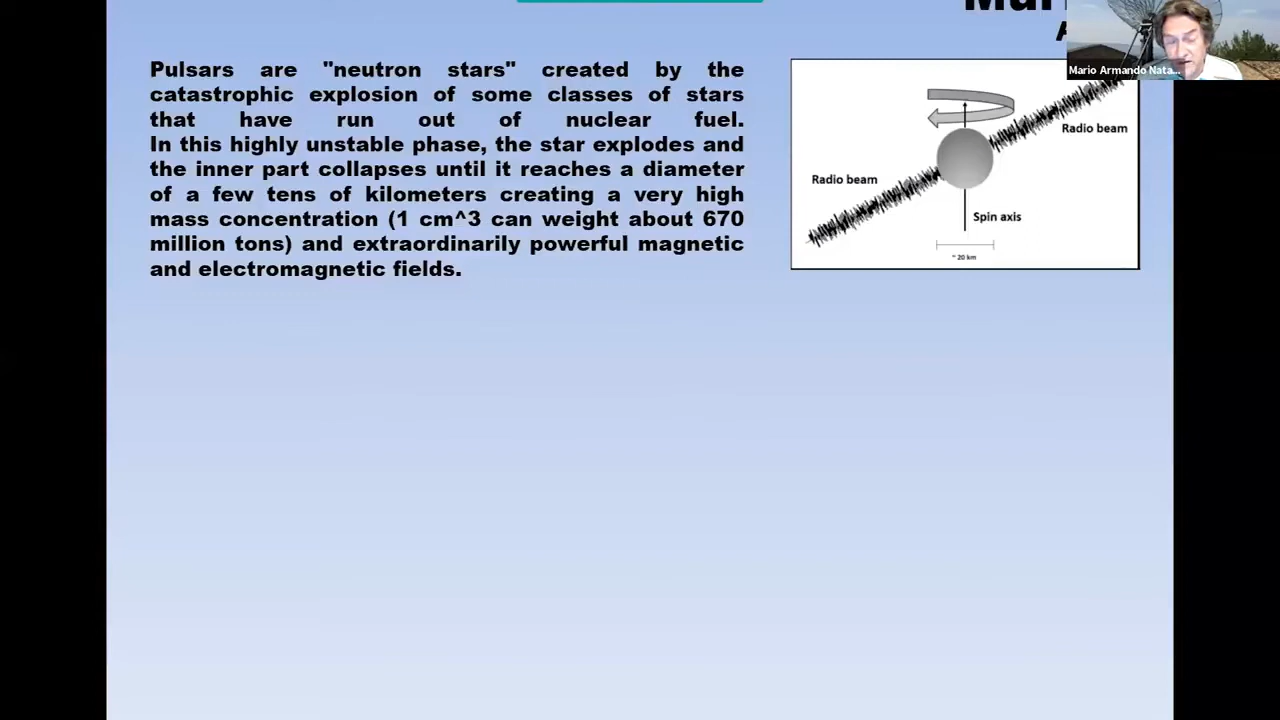 Mario Armando Nata...
Pulsars are "neutron stars" created by the
catastrophic explosion of some classes of stars
that have run out of nuclear fuel.
In this highly unstable phase, the star explodes and
the inner part collapses until it reaches a diameter
of a few tens of kilometers creating a very high
mass concentration (1 cm^3 can weight about 670
million tons) and extraordinarily powerful magnetic
and electromagnetic fields.
Radio beam
Radio beam
Spin axis
~ 20 km